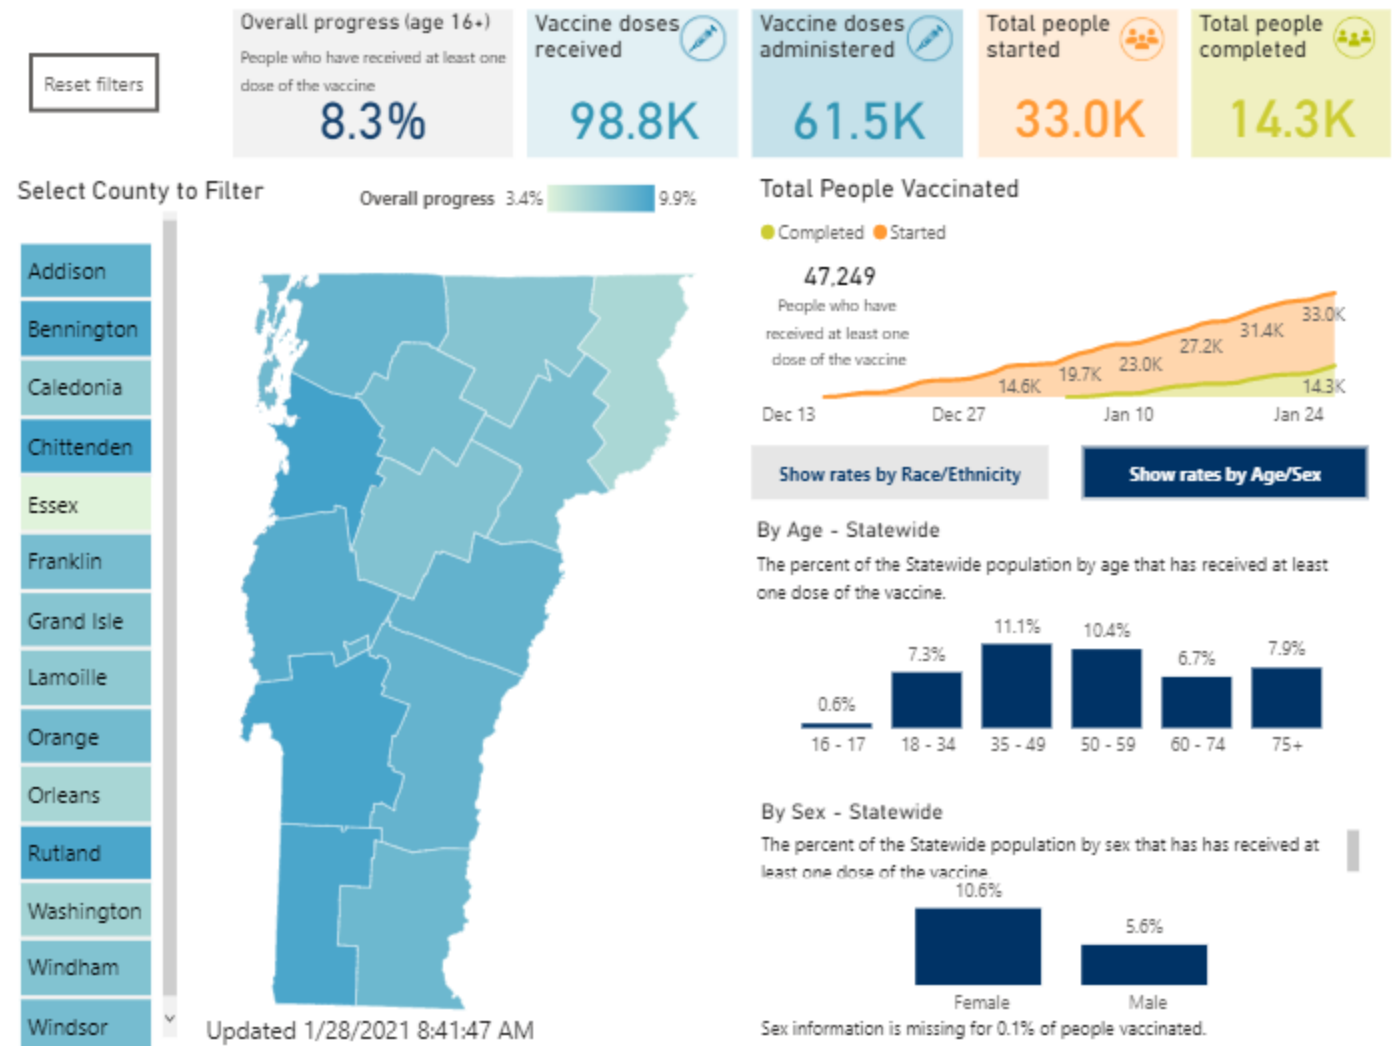 Reset filters
Overall progress (age 16+)
People who have received at least one
dose of the vaccine
8.3%
Vaccine doses
received
98.8K
Vaccine doses
administered
61.5K
Total people
started
33.0K
Total people
completed
14.3K
Select County to Filter
Addison
Bennington
Caledonia
Chittenden
Essex
Franklin
Grand Isle
Lamoille
Orange
Orleans
Rutland
Washington
Windham
Windsor
Overall progress 3.4% 9.9%
Updated 1/28/2021 8:41:47 AM
Total People Vaccinated
Completed Started
47,249
People who have
received at least one
dose of the vaccine
14.6K 19.7K 23.0K 27.2K 31.4K 33.0K
14.3K
Dec 13 Dec 27 Jan 10 Jan 24
Show rates by Race/Ethnicity
Show rates by Age/Sex
By Age - Statewide
The percent of the Statewide population by age that has received at least
one dose of the vaccine.
0.6% 7.3% 11.1% 10.4% 6.7% 7.9%
16 - 17 18 - 34 35 - 49 50 - 59 60 - 74 75+
By Sex - Statewide
The percent of the Statewide population by sex that has has received at
least one dose of the vaccine.
10.6% 5.6%
Female Male
Sex information is missing for 0.1% of people vaccinated.